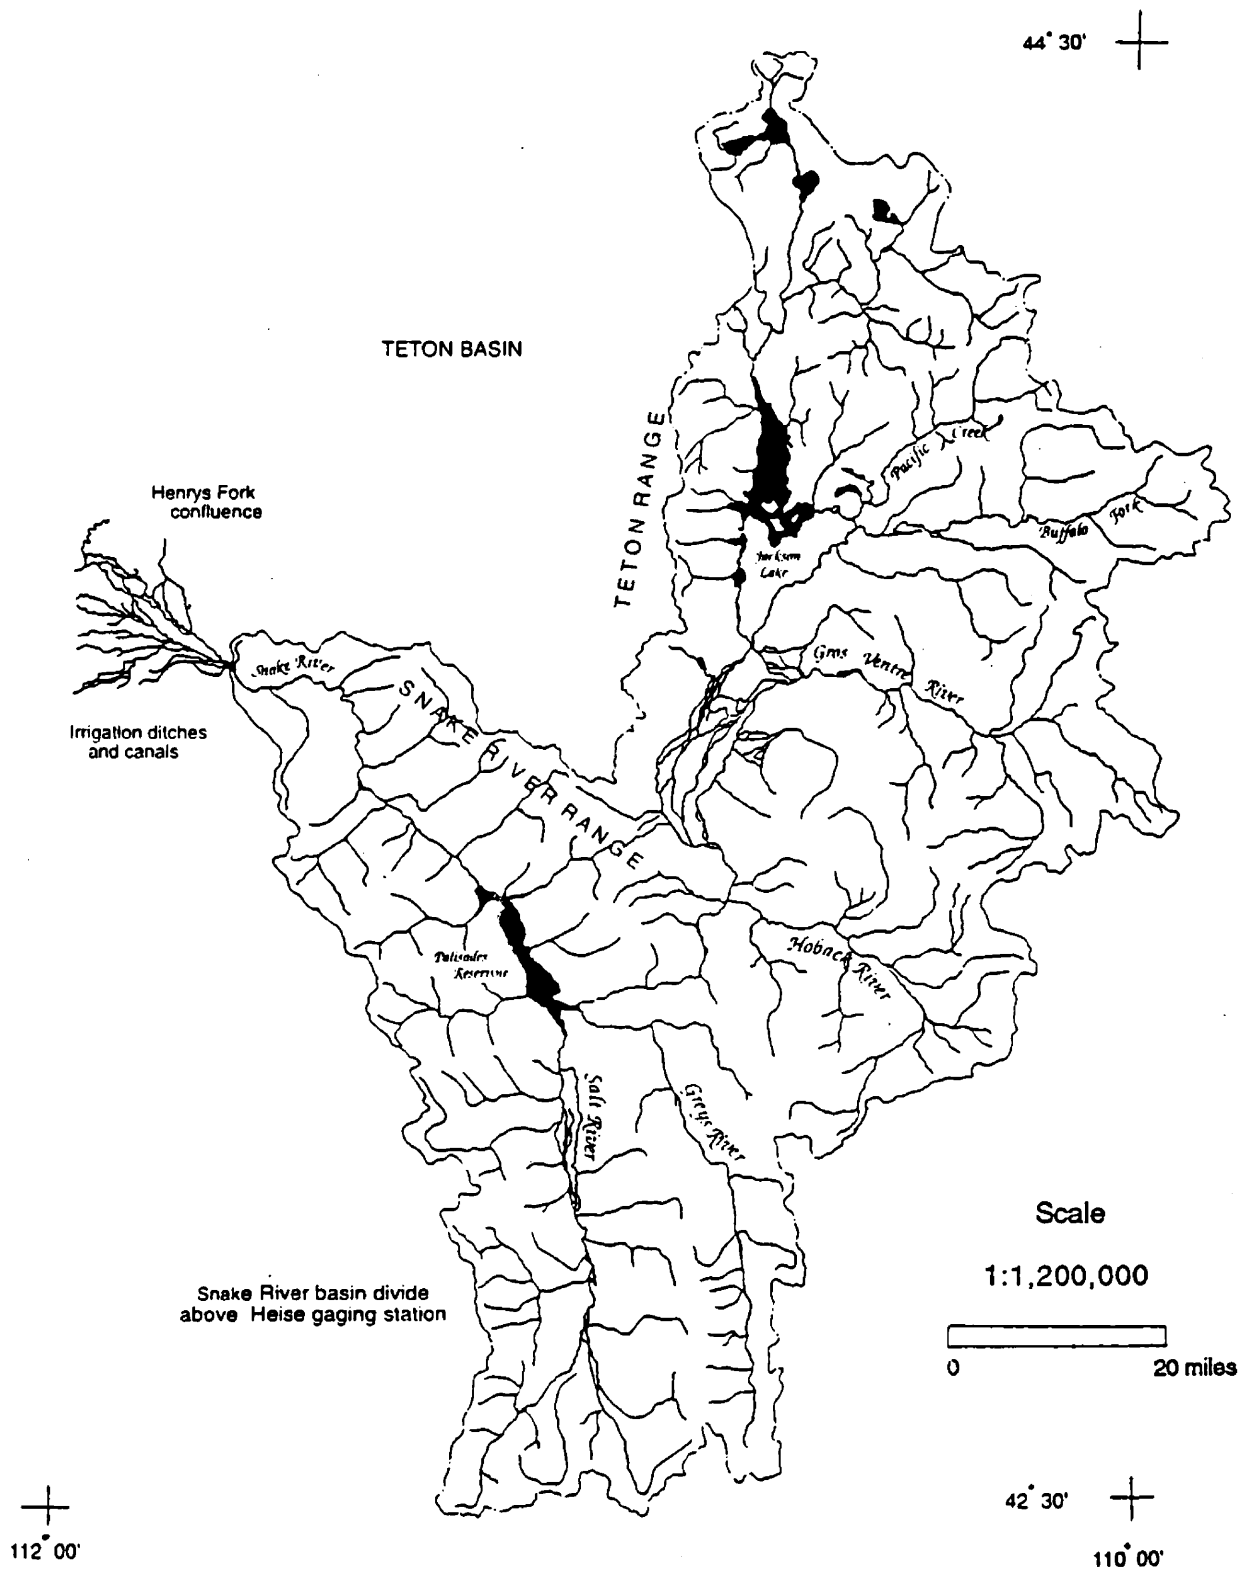 44° 30'
TETON BASIN
TETON RANGE
Pacific Creek
Henrys Fork
confluence
Buffalo Fork
Jackson
Lake
Snake River
Gros Ventre River
SNAKE RIVER RANGE
Irrigation ditches
and canals
Hoback River
Palisades
Reservoir
Salt River
Greys River
Scale
1:1,200,000
Snake River basin divide
above Heise gaging station
0 20 miles
42° 30'
112° 00'
110° 00'